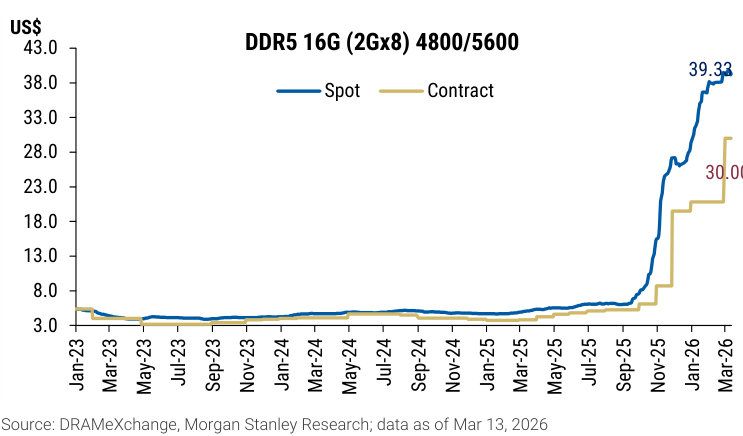 US$
DDR5 16G (2Gx8) 4800/5600
Spot
Contract
43.0
38.0
33.0
28.0
23.0
18.0
13.0
8.0
3.0
39.33
30.00
Jan-23
Mar-23
May-23
Jul-23
Sep-23
Nov-23
Jan-24
Mar-24
May-24
Jul-24
Sep-24
Nov-24
Jan-25
Mar-25
May-25
Jul-25
Sep-25
Nov-25
Jan-26
Mar-26
Source: DRAMeXchange, Morgan Stanley Research; data as of Mar 13, 2026